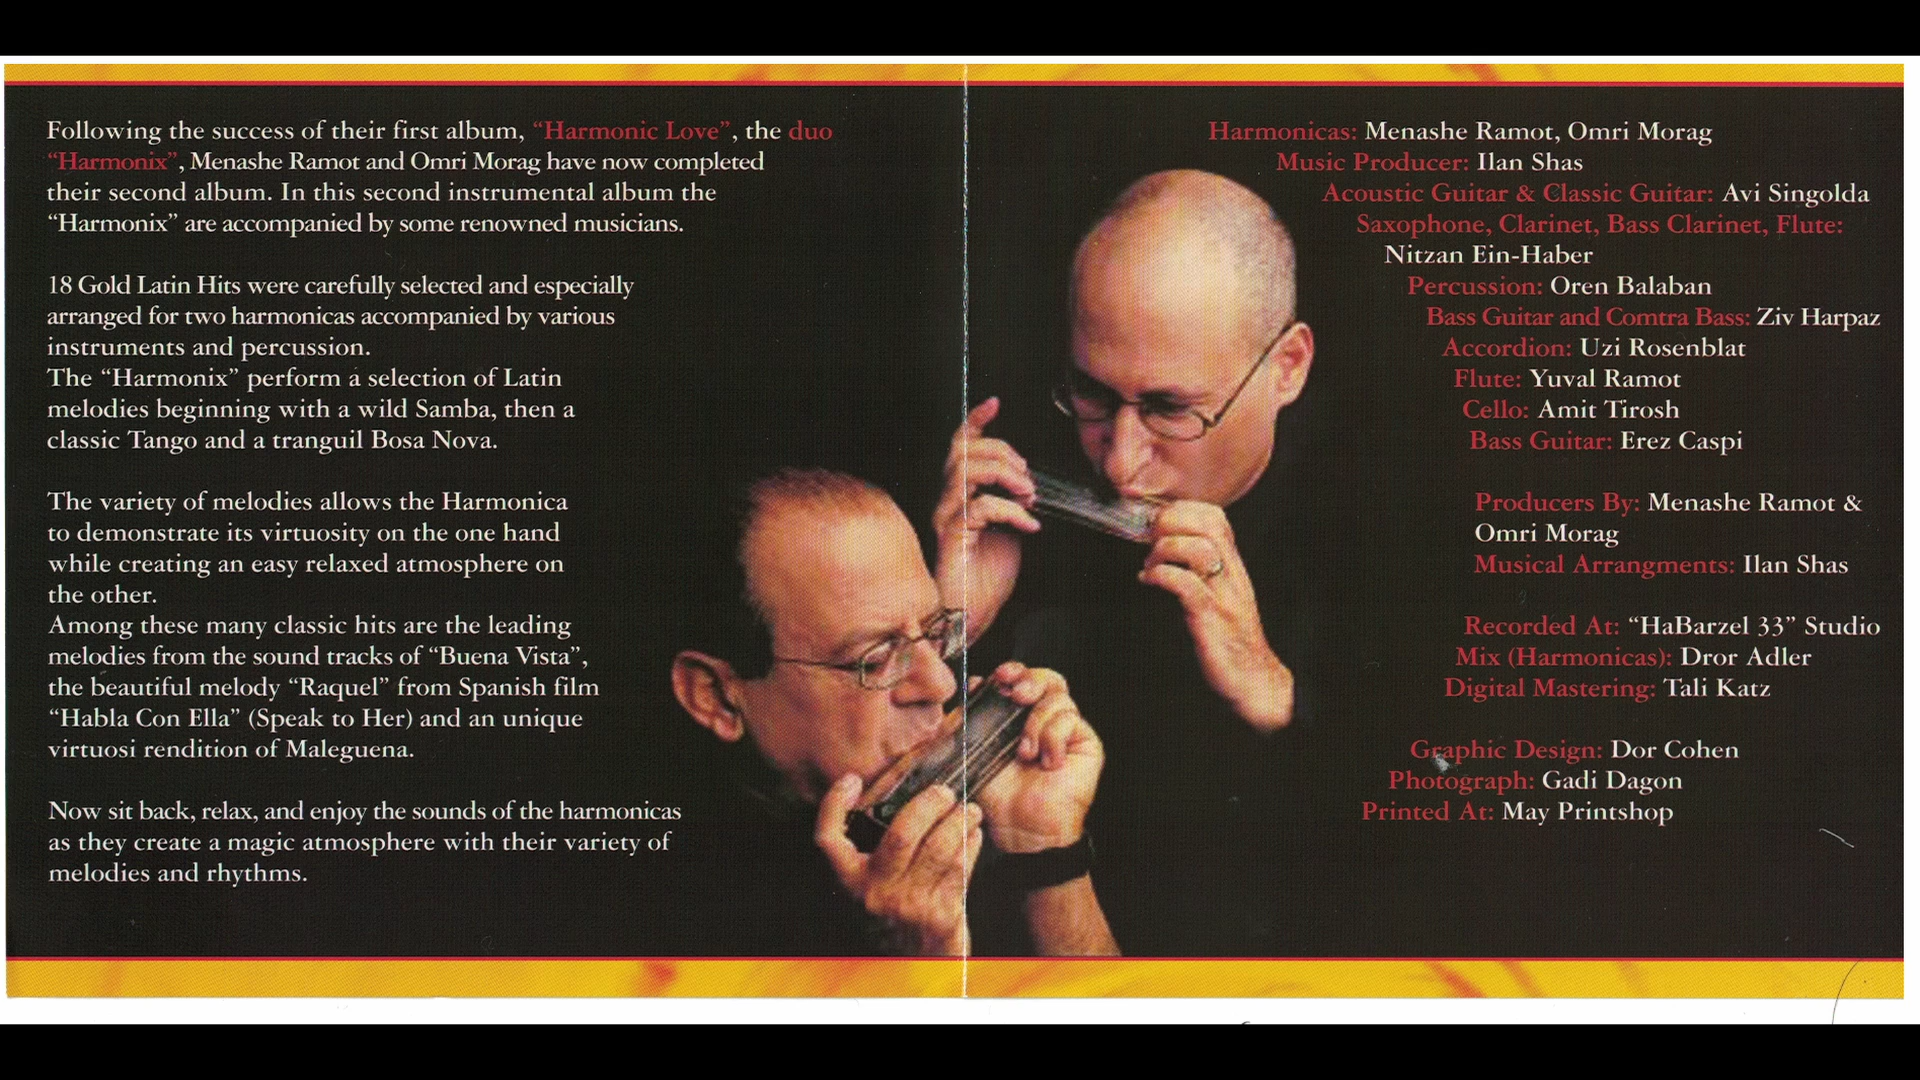 Following the success of their first album, “Harmonic Love”, the duo
“Harmonix”, Menashe Ramot and Omri Morag have now completed
their second album. In this second instrumental album the
“Harmonix” are accompanied by some renowned musicians.
18 Gold Latin Hits were carefully selected and especially
arranged for two harmonicas accompanied by various
instruments and percussion.
The “Harmonix” perform a selection of Latin
melodies beginning with a wild Samba, then a
classic Tango and a tranguil Bosa Nova.
The variety of melodies allows the Harmonica
to demonstrate its virtuosity on the one hand
while creating an easy relaxed atmosphere on
the other.
Among these many classic hits are the leading
melodies from the sound tracks of “Buena Vista”,
the beautiful melody “Raquel” from Spanish film
“Habla Con Ella” (Speak to Her) and an unique
virtuosi rendition of Maleguena.
Now sit back, relax, and enjoy the sounds of the harmonicas
as they create a magic atmosphere with their variety of
melodies and rhythms.
Harmonicas: Menashe Ramot, Omri Morag
Music Producer: Ilan Shas
Acoustic Guitar & Classic Guitar: Avi Singolda
Saxophone, Clarinet, Bass Clarinet, Flute:
Nitzan Ein-Haber
Percussion: Oren Balaban
Bass Guitar and Comtra Bass: Ziv Harpaz
Accordion: Uzi Rosenblat
Flute: Yuval Ramot
Cello: Amit Tirosh
Bass Guitar: Erez Caspi
Producers By: Menashe Ramot &
Omri Morag
Musical Arrangments: Ilan Shas
Recorded At: “HaBarzel 33” Studio
Mix (Harmonicas): Dror Adler
Digital Mastering: Tali Katz
Graphic Design: Dor Cohen
Photograph: Gadi Dagon
Printed At: May Printshop